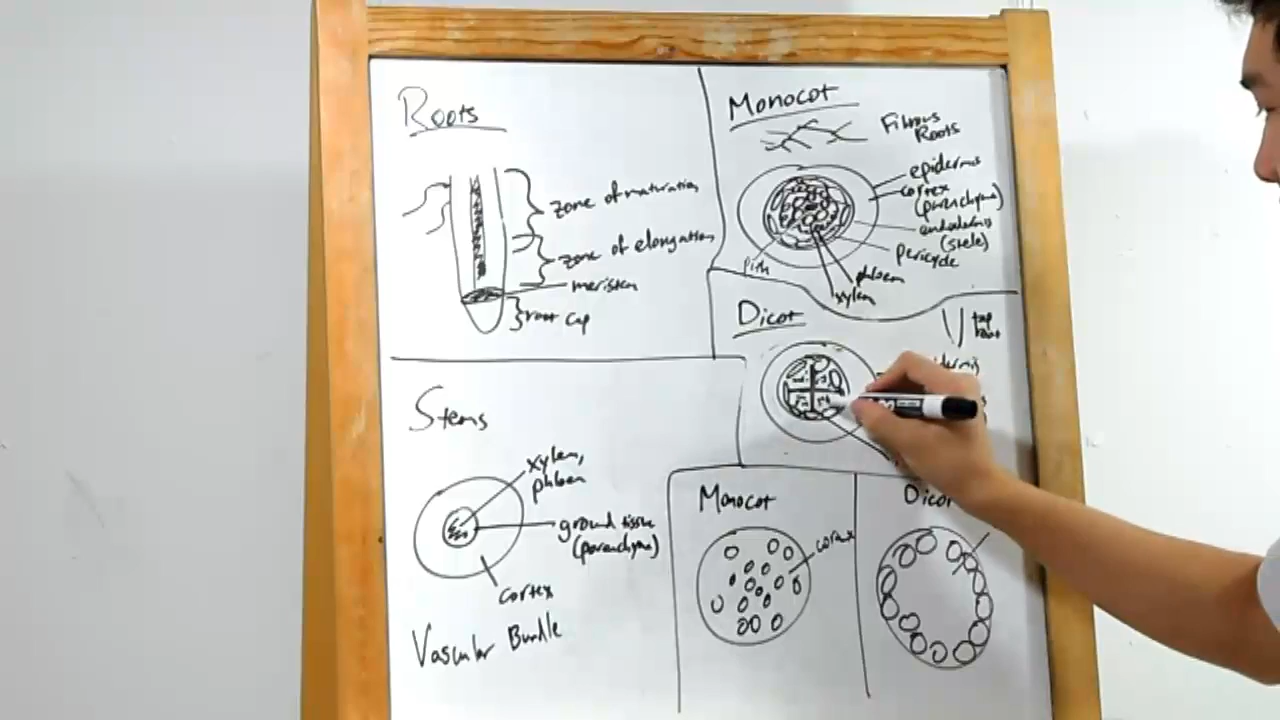 Roots
zone of maturation
zone of elongation
meristem
root cap
Monocot
Fibrous
Roots
epidermis
cortex
(parenchyma)
endodermis
(stele)
pericycle
phloem
xylem
pith
Dicot
tap
root
Stems
xylem,
phloem
ground tissue
(parenchyma)
cortex
Vascular Bundle
Monocot
cortex
Dicot